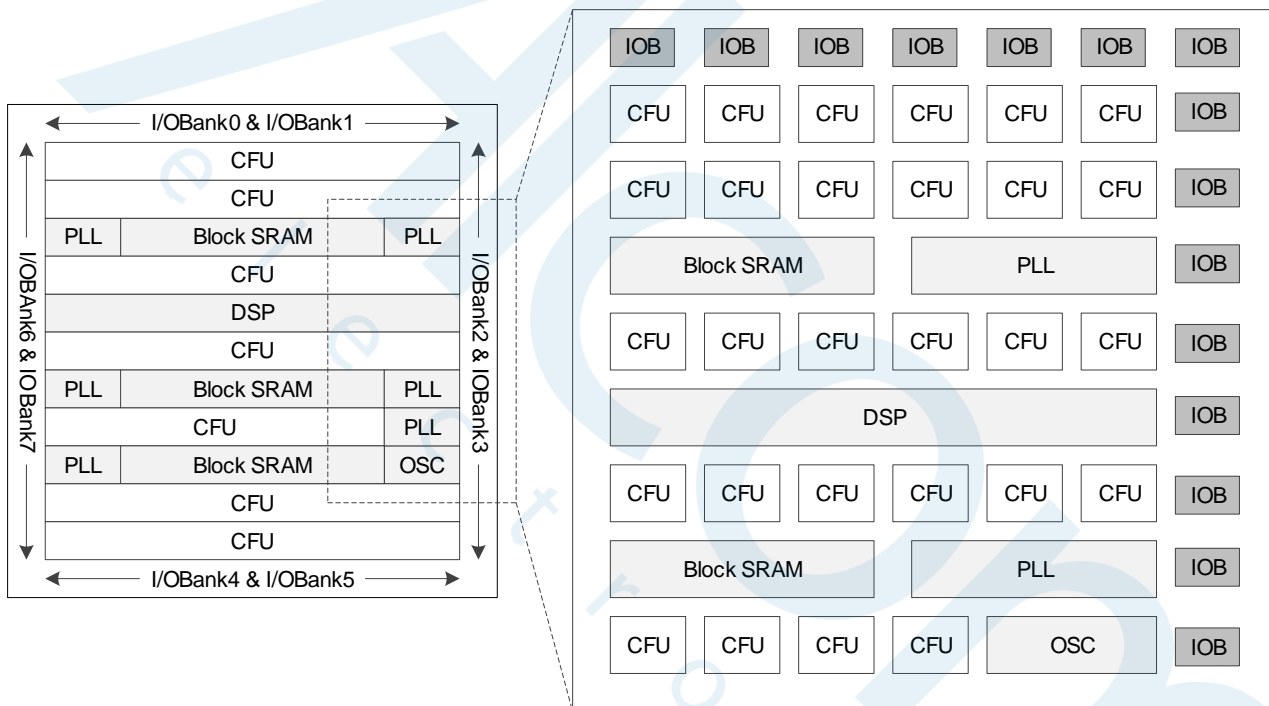 I/OBank0 & I/OBank1
CFU
CFU
PLL Block SRAM PLL
CFU
DSP
CFU
PLL Block SRAM PLL
CFU PLL
PLL Block SRAM OSC
CFU
CFU
I/OBank4 & I/OBank5
I/OBAnk6 & IOBank7
I/OBank2 & IOBank3
IOB IOB IOB IOB IOB IOB IOB
CFU CFU CFU CFU CFU CFU IOB
CFU CFU CFU CFU CFU CFU IOB
Block SRAM PLL IOB
CFU CFU CFU CFU CFU CFU IOB
DSP IOB
CFU CFU CFU CFU CFU CFU IOB
Block SRAM PLL IOB
CFU CFU CFU CFU OSC IOB